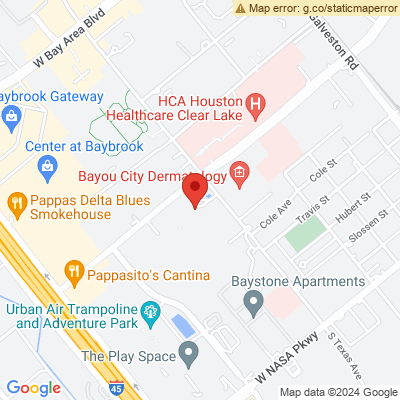 Map error: g.co/staticmaperror
W Bay Area Blvd
Galveston
Rd
HCA Houston
Healthcare Clear Lake
H
aybrook Gateway
Center at Baybrook
Bayou City Dermatology
Cole St
Pappas Delta Blues
Smokehouse
Cole Ave
Travis St
Hubert St
Slossen St
Pappasito's Cantina
Baystone Apartments
Urban Air Trampoline
and Adventure Park
The Play Space
W NASA Pkwy
S Texas Ave
45
Google
Map data ©2024 Google